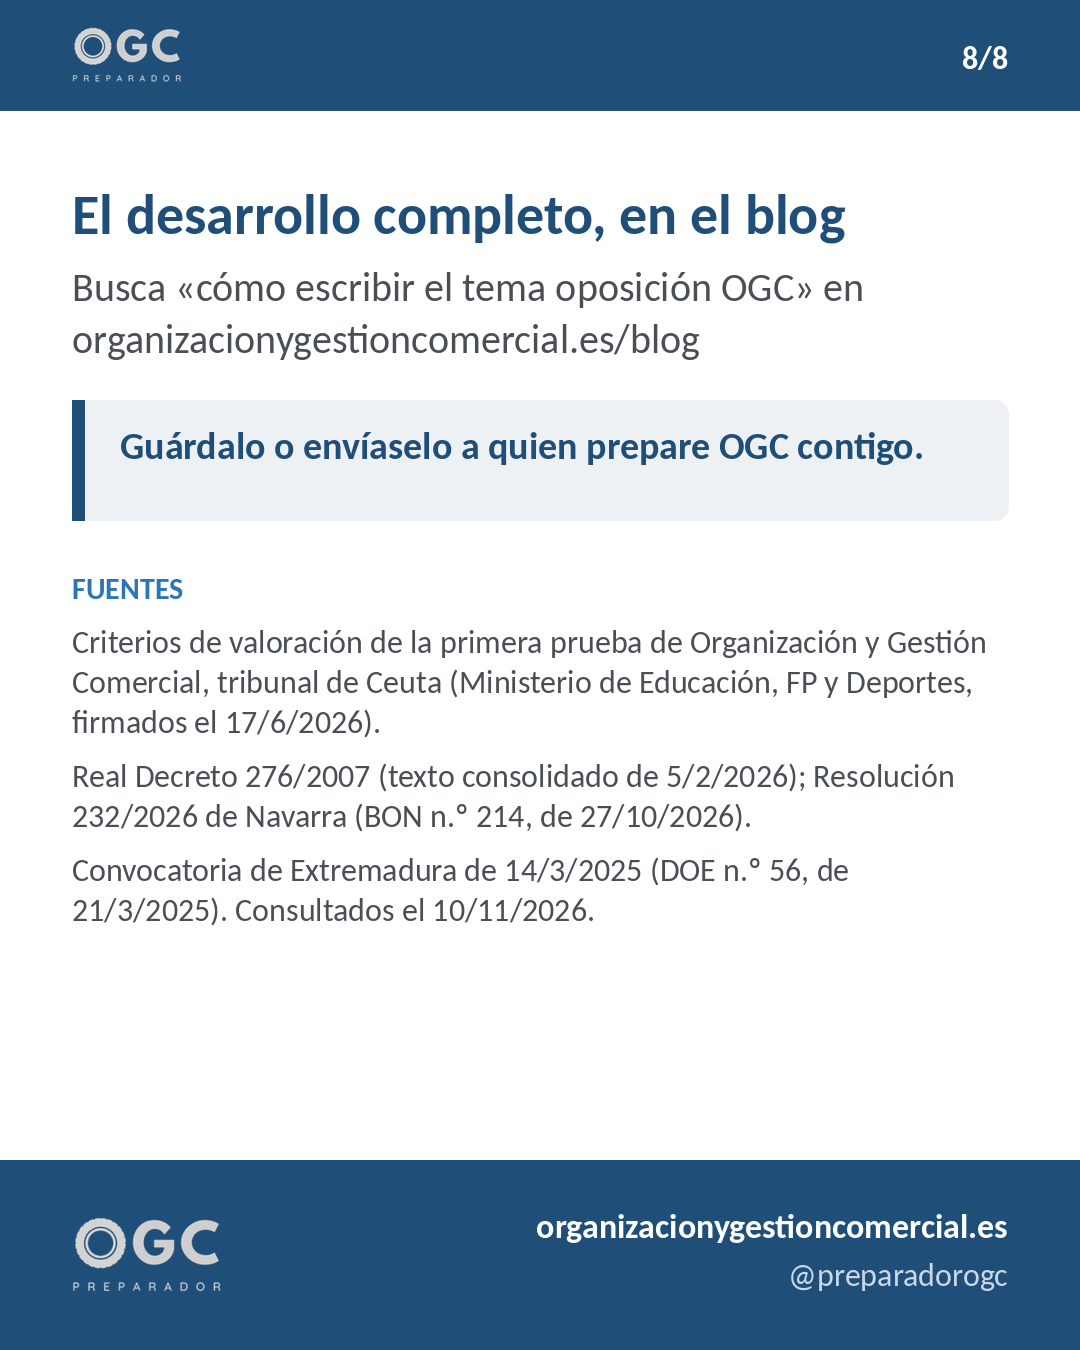 OGC
PREPARADOR
8/8
El desarrollo completo, en el blog
Busca «cómo escribir el tema oposición OGC» en
organizacionygestioncomercial.es/blog
Guárdalo o envíaselo a quien prepare OGC contigo.
FUENTES
Criterios de valoración de la primera prueba de Organización y Gestión
Comercial, tribunal de Ceuta (Ministerio de Educación, FP y Deportes,
firmados el 17/6/2026).
Real Decreto 276/2007 (texto consolidado de 5/2/2026); Resolución
232/2026 de Navarra (BON n.º 214, de 27/10/2026).
Convocatoria de Extremadura de 14/3/2025 (DOE n.º 56, de
21/3/2025). Consultados el 10/11/2026.
OGC
PREPARADOR
organizacionygestioncomercial.es
@preparadorogc